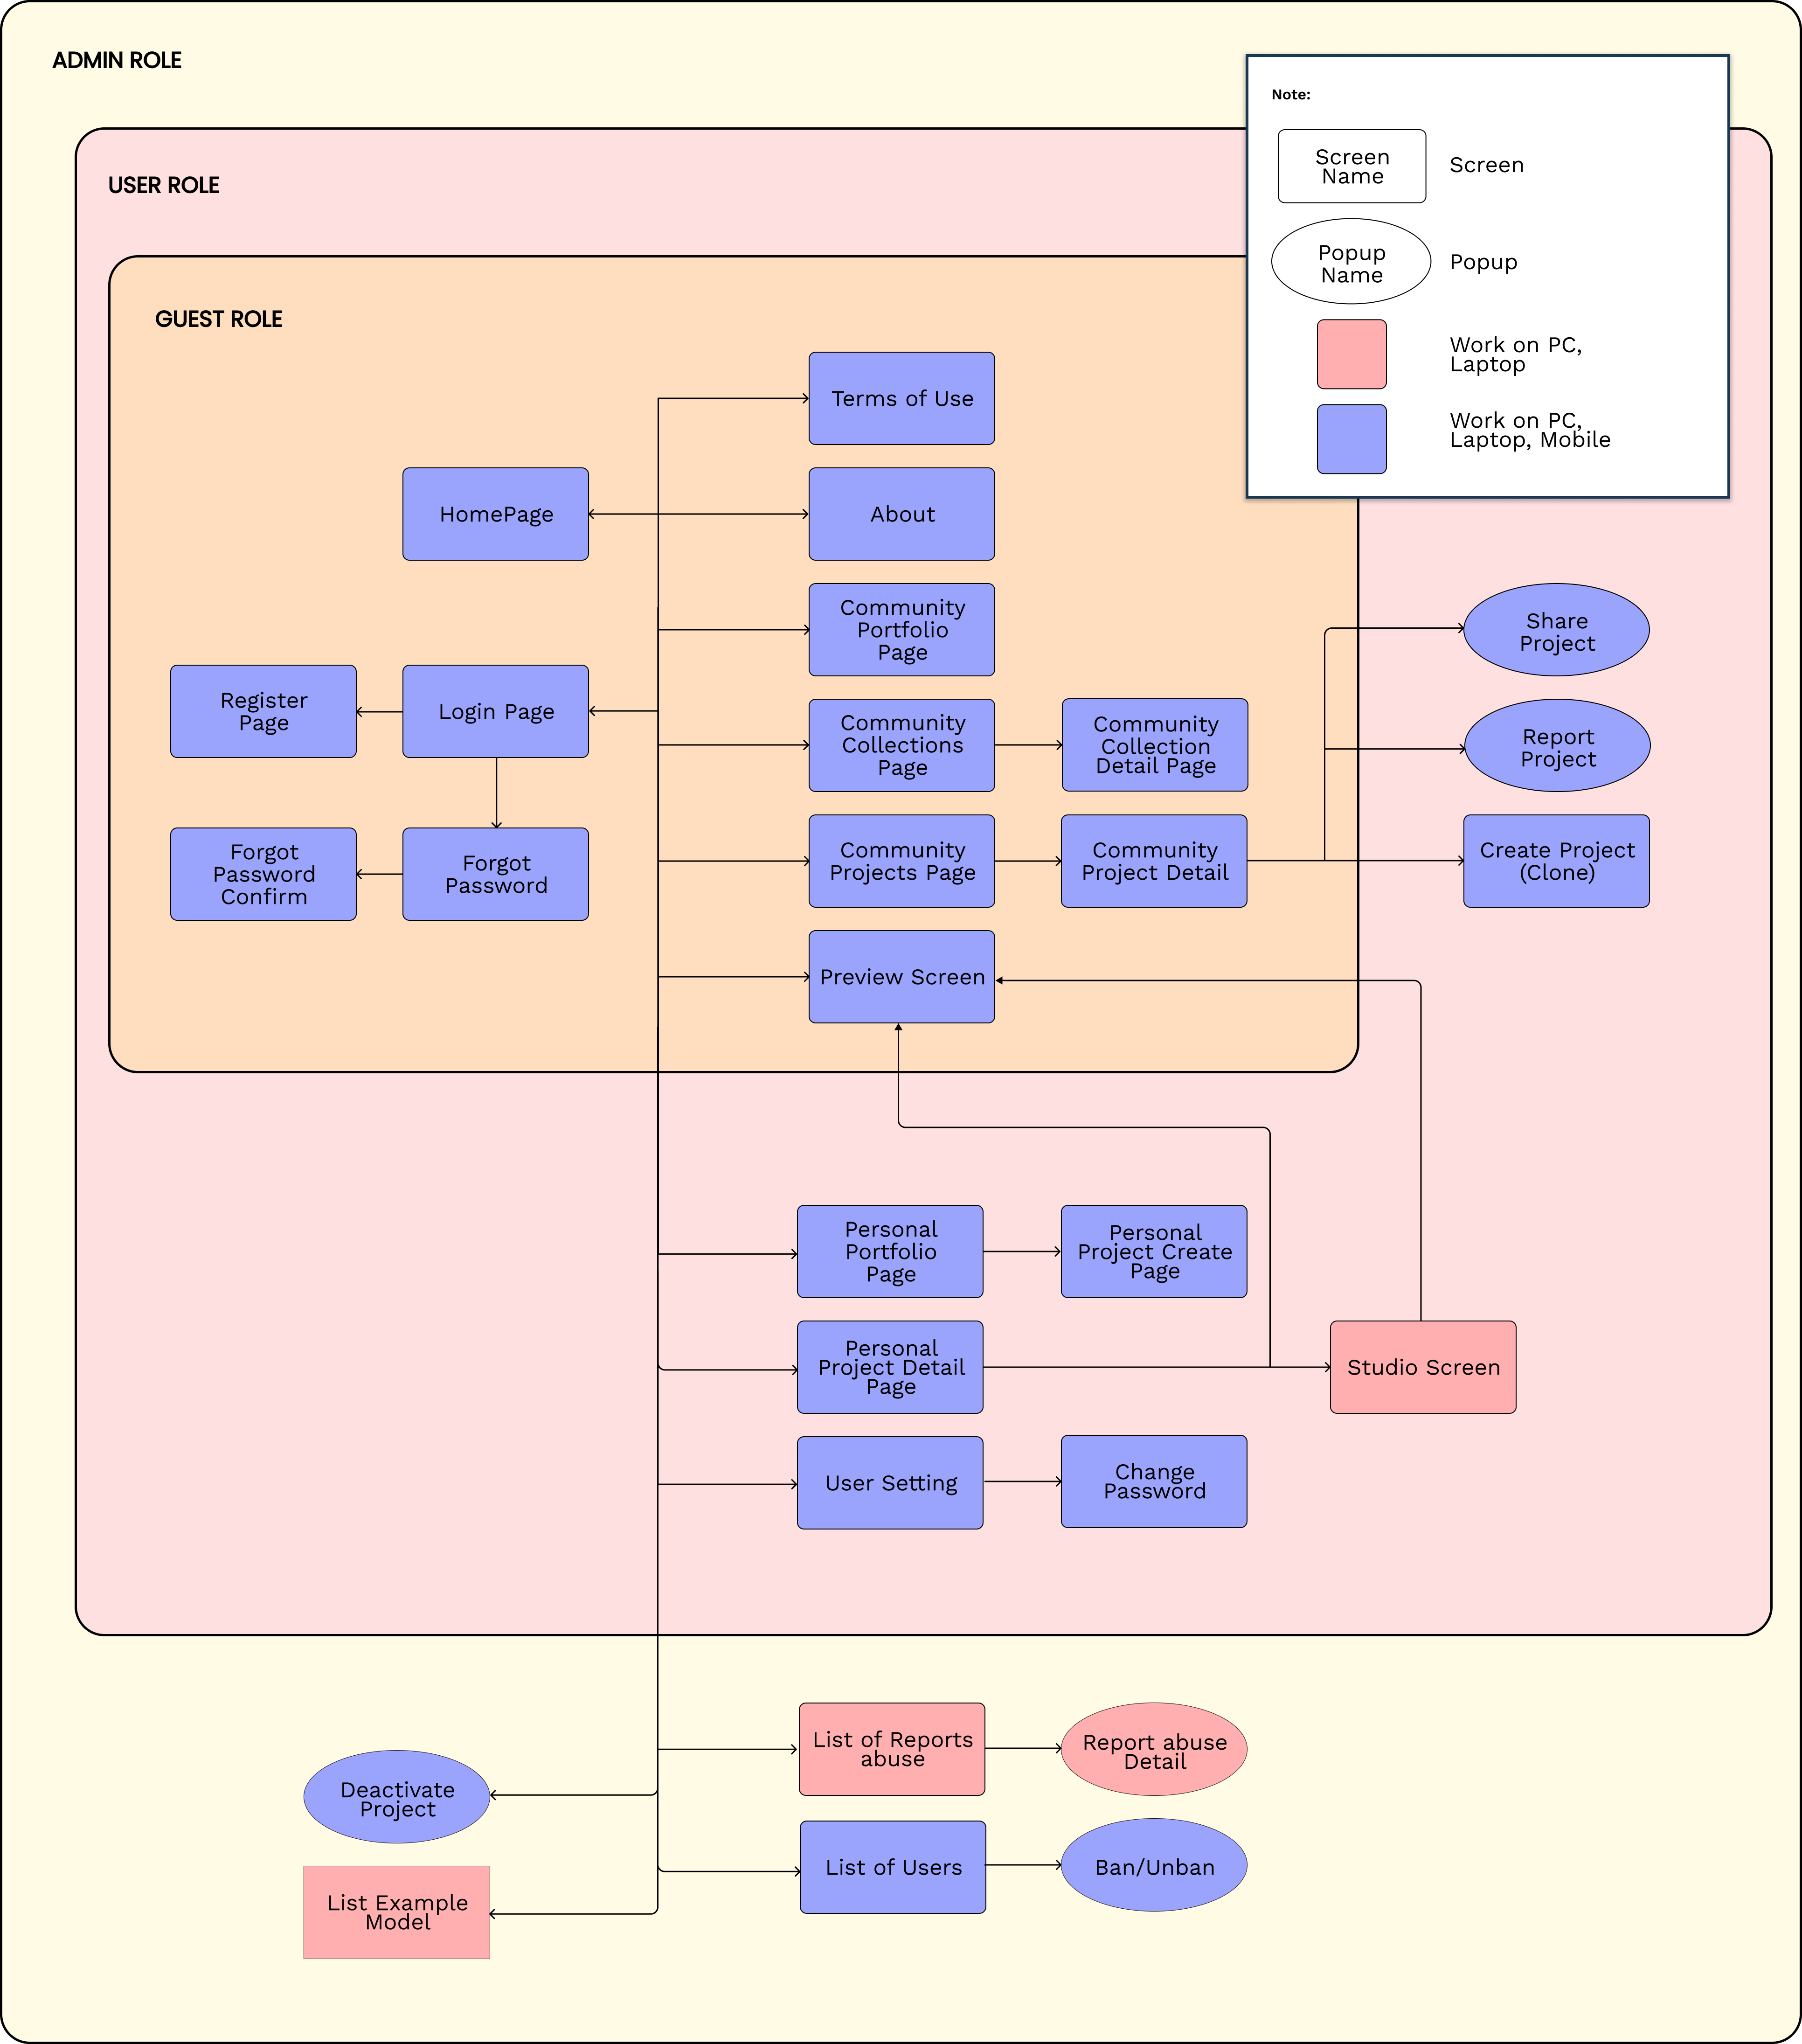 ADMIN ROLE
Note:
Screen
Name
Screen
Popup
Name
Popup
Work on PC,
Laptop
Work on PC,
Laptop, Mobile
USER ROLE
GUEST ROLE
Terms of Use
HomePage
About
Community
Portfolio
Page
Share
Project
Register
Page
Login Page
Community
Collections
Page
Community
Collection
Detail Page
Report
Project
Forgot
Password
Confirm
Forgot
Password
Community
Projects Page
Community
Project Detail
Create Project
(Clone)
Preview Screen
Personal
Portfolio
Page
Personal
Project Create
Page
Personal
Project Detail
Page
Studio Screen
User Setting
Change
Password
List of Reports
abuse
Report abuse
Detail
Deactivate
Project
List of Users
Ban/Unban
List Example
Model